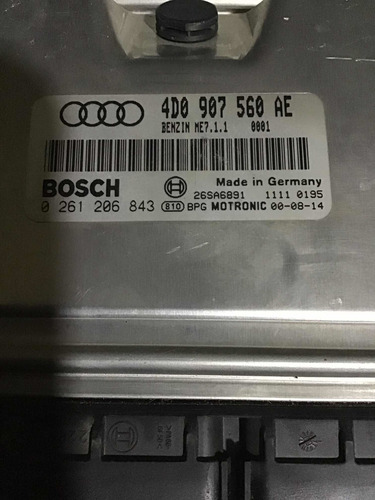 4D0 907 560 AE
BENZIN ME7.1.1 0001
BOSCH Made in Germany
26SA6891 1111 0195
0 261 206 843 810 BPG MOTRONIC 00-08-14